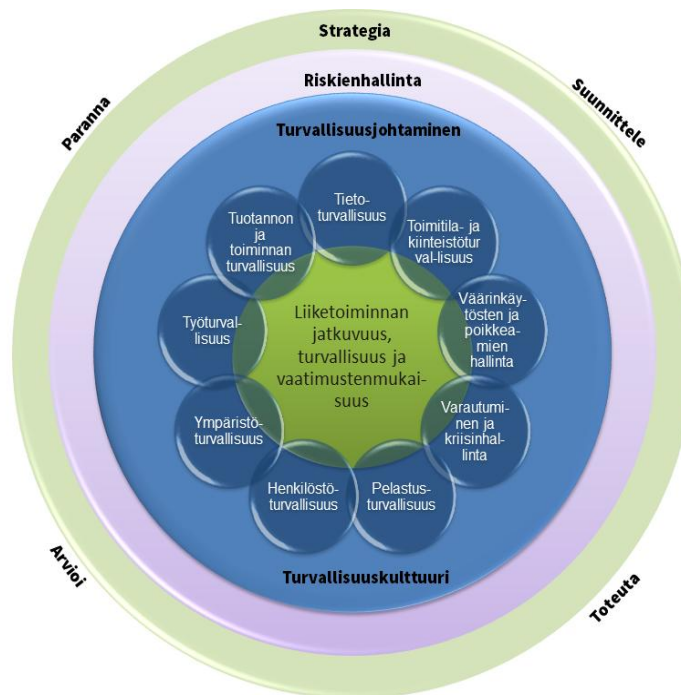 Strategia
Riskienhallinta
Suunnittele
Paranna
Turvallisuusjohtaminen
Tieto-
turvallisuus
Toimitila- ja
kiinteistötur
val-lisuus
Väärinkäy-
tösten ja
poikkea-
mien
hallinta
Varautumi-
nen ja
kriisinhal-
linta
Pelastus-
turvallisuus
Henkilöstö-
turvallisuus
Ympäristö-
turvallisuus
Työturval-
lisuus
Tuotannon
ja
toiminnan
turvallisuus
Liiketoiminnan
jatkuvuus,
turvallisuus ja
vaatimustenmukai-
suus
Turvallisuuskulttuuri
Arvioi
Toteuta